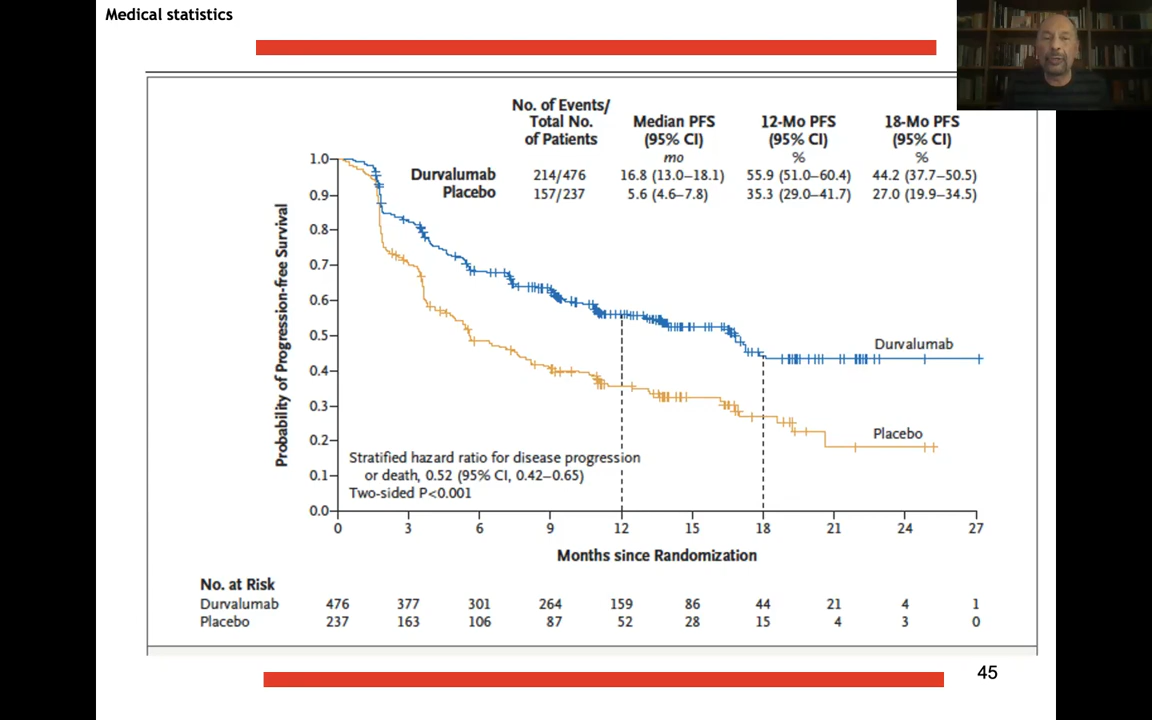 Medical statistics
No. of Events/
Total No.
of Patients
Median PFS
(95% CI)
12-Mo PFS
(95% CI)
18-Mo PFS
(95% CI)
mo
%
%
Durvalumab 214/476 16.8 (13.0–18.1) 55.9 (51.0–60.4) 44.2 (37.7–50.5)
Placebo 157/237 5.6 (4.6–7.8) 35.3 (29.0–41.7) 27.0 (19.9–34.5)
Probability of Progression-free Survival
1.0
0.9
0.8
0.7
0.6
0.5
0.4
0.3
0.2
0.1
0.0
Durvalumab
Placebo
Stratified hazard ratio for disease progression
or death, 0.52 (95% CI, 0.42–0.65)
Two-sided P<0.001
0 3 6 9 12 15 18 21 24 27
Months since Randomization
No. at Risk
Durvalumab 476 377 301 264 159 86 44 21 4 1
Placebo 237 163 106 87 52 28 15 4 3 0
45